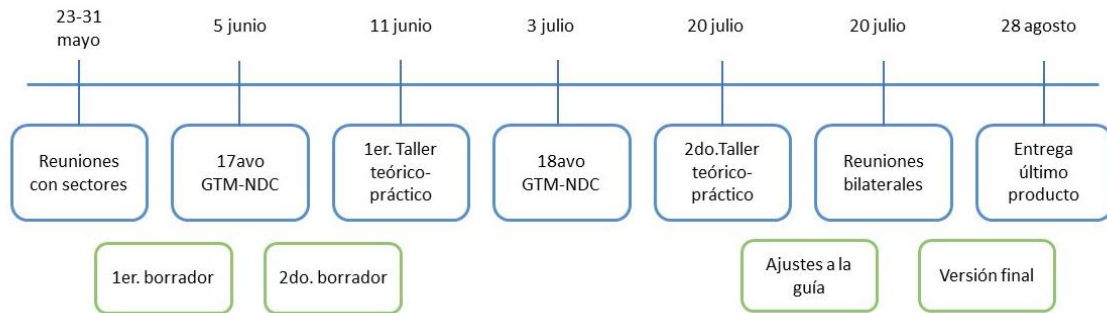 23-31
mayo
5 junio
11 junio
3 julio
20 julio
20 julio
28 agosto
Reuniones
con sectores
17avo
GTM-NDC
1er. Taller
teórico-
práctico
18avo
GTM-NDC
2do.Taller
teórico-
práctico
Reuniones
bilaterales
Entrega
último
producto
1er. borrador
2do. borrador
Ajustes a la
guía
Versión final